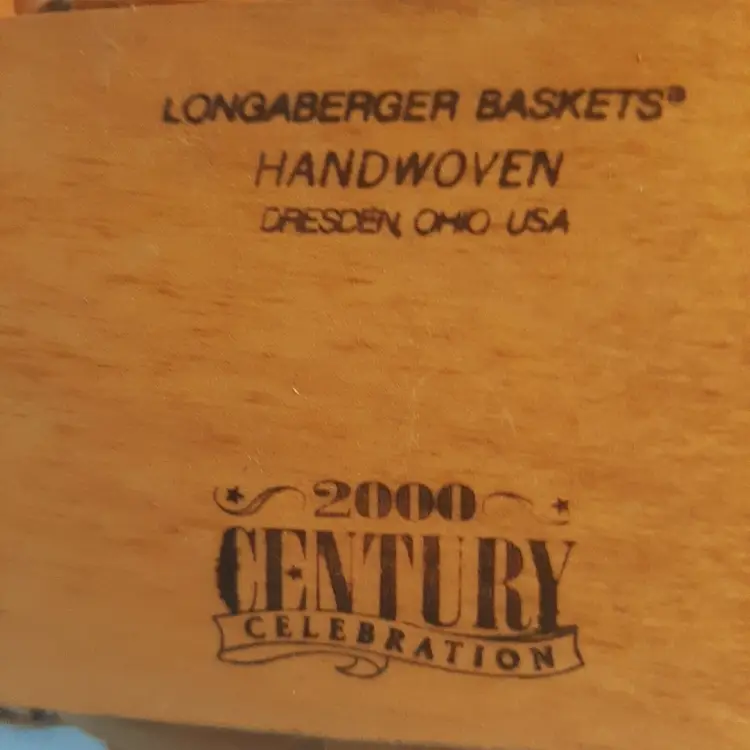 LONGABERGER BASKETS®
HANDWOVEN
DRESDEN, OHIO USA
2000
CENTURY
CELEBRATION